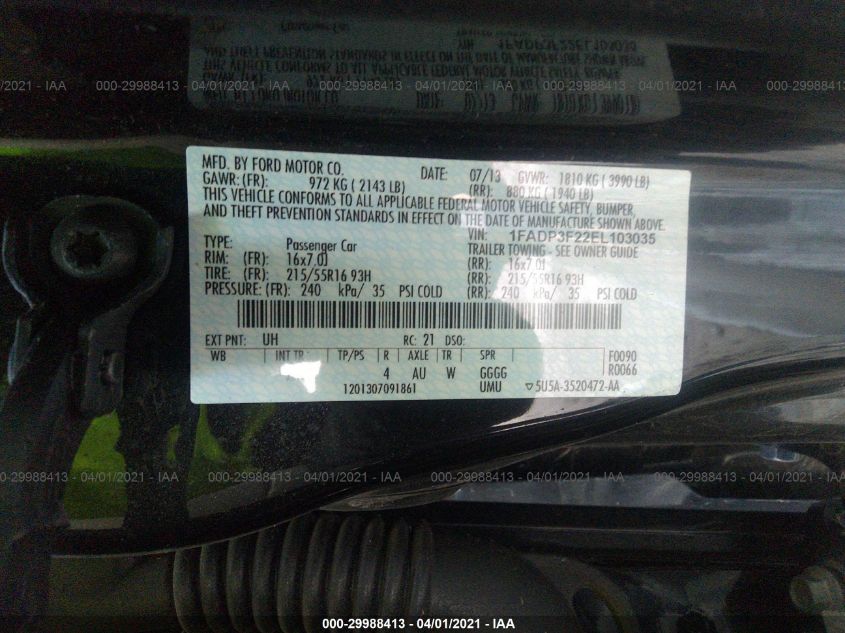 000-29988413 - 04/01/2021 - IAA
MFD. BY FORD MOTOR CO. DATE: 07/13 GVWR: 1810 KG ( 3990 LB)
GAWR: (FR): 972 KG ( 2143 LB) (RR): 880 KG ( 1940 LB)
THIS VEHICLE CONFORMS TO ALL APPLICABLE FEDERAL MOTOR VEHICLE SAFETY, BUMPER,
AND THEFT PREVENTION STANDARDS IN EFFECT ON THE DATE OF MANUFACTURE SHOWN ABOVE.
VIN: 1FADP3F22EL103035
TYPE: Passenger Car TRAILER TOWING - SEE OWNER GUIDE
RIM: (FR): 16x7.0J (RR): 16x7.0J
TIRE: (FR): 215/55R16 93H (RR): 215/55R16 93H
PRESSURE: (FR): 240 kPa/ 35 PSI COLD (RR): 240 kPa/ 35 PSI COLD
EXT PNT: UH RC: 21 DSO:
WB INT TR TP/PS R AXLE TR SPR F0090
4 AU W GGGG R0066
1201307091861 UMU ▽5U5A-3520472-AA
000-29988413 - 04/01/2021 - IAA
000-29988413 - 04/01/2021 - IAA